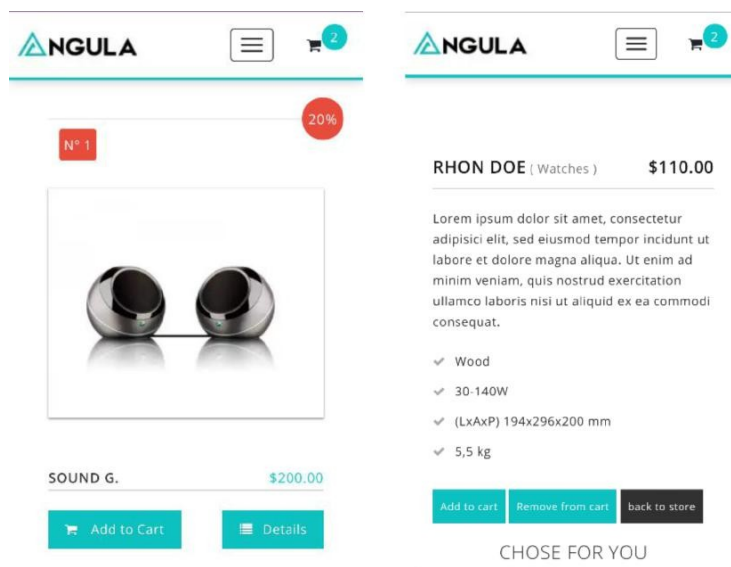 ANGULA
2
20%
N° 1
SOUND G.
$200.00
Add to Cart
Details
ANGULA
2
RHON DOE ( Watches )
$110.00
Lorem ipsum dolor sit amet, consectetur
adipisici elit, sed eiusmod tempor incidunt ut
labore et dolore magna aliqua. Ut enim ad
minim veniam, quis nostrud exercitation
ullamco laboris nisi ut aliquid ex ea commodi
consequat.
Wood
30-140W
(LxAxP) 194x296x200 mm
5,5 kg
Add to cart
Remove from cart
back to store
CHOSE FOR YOU